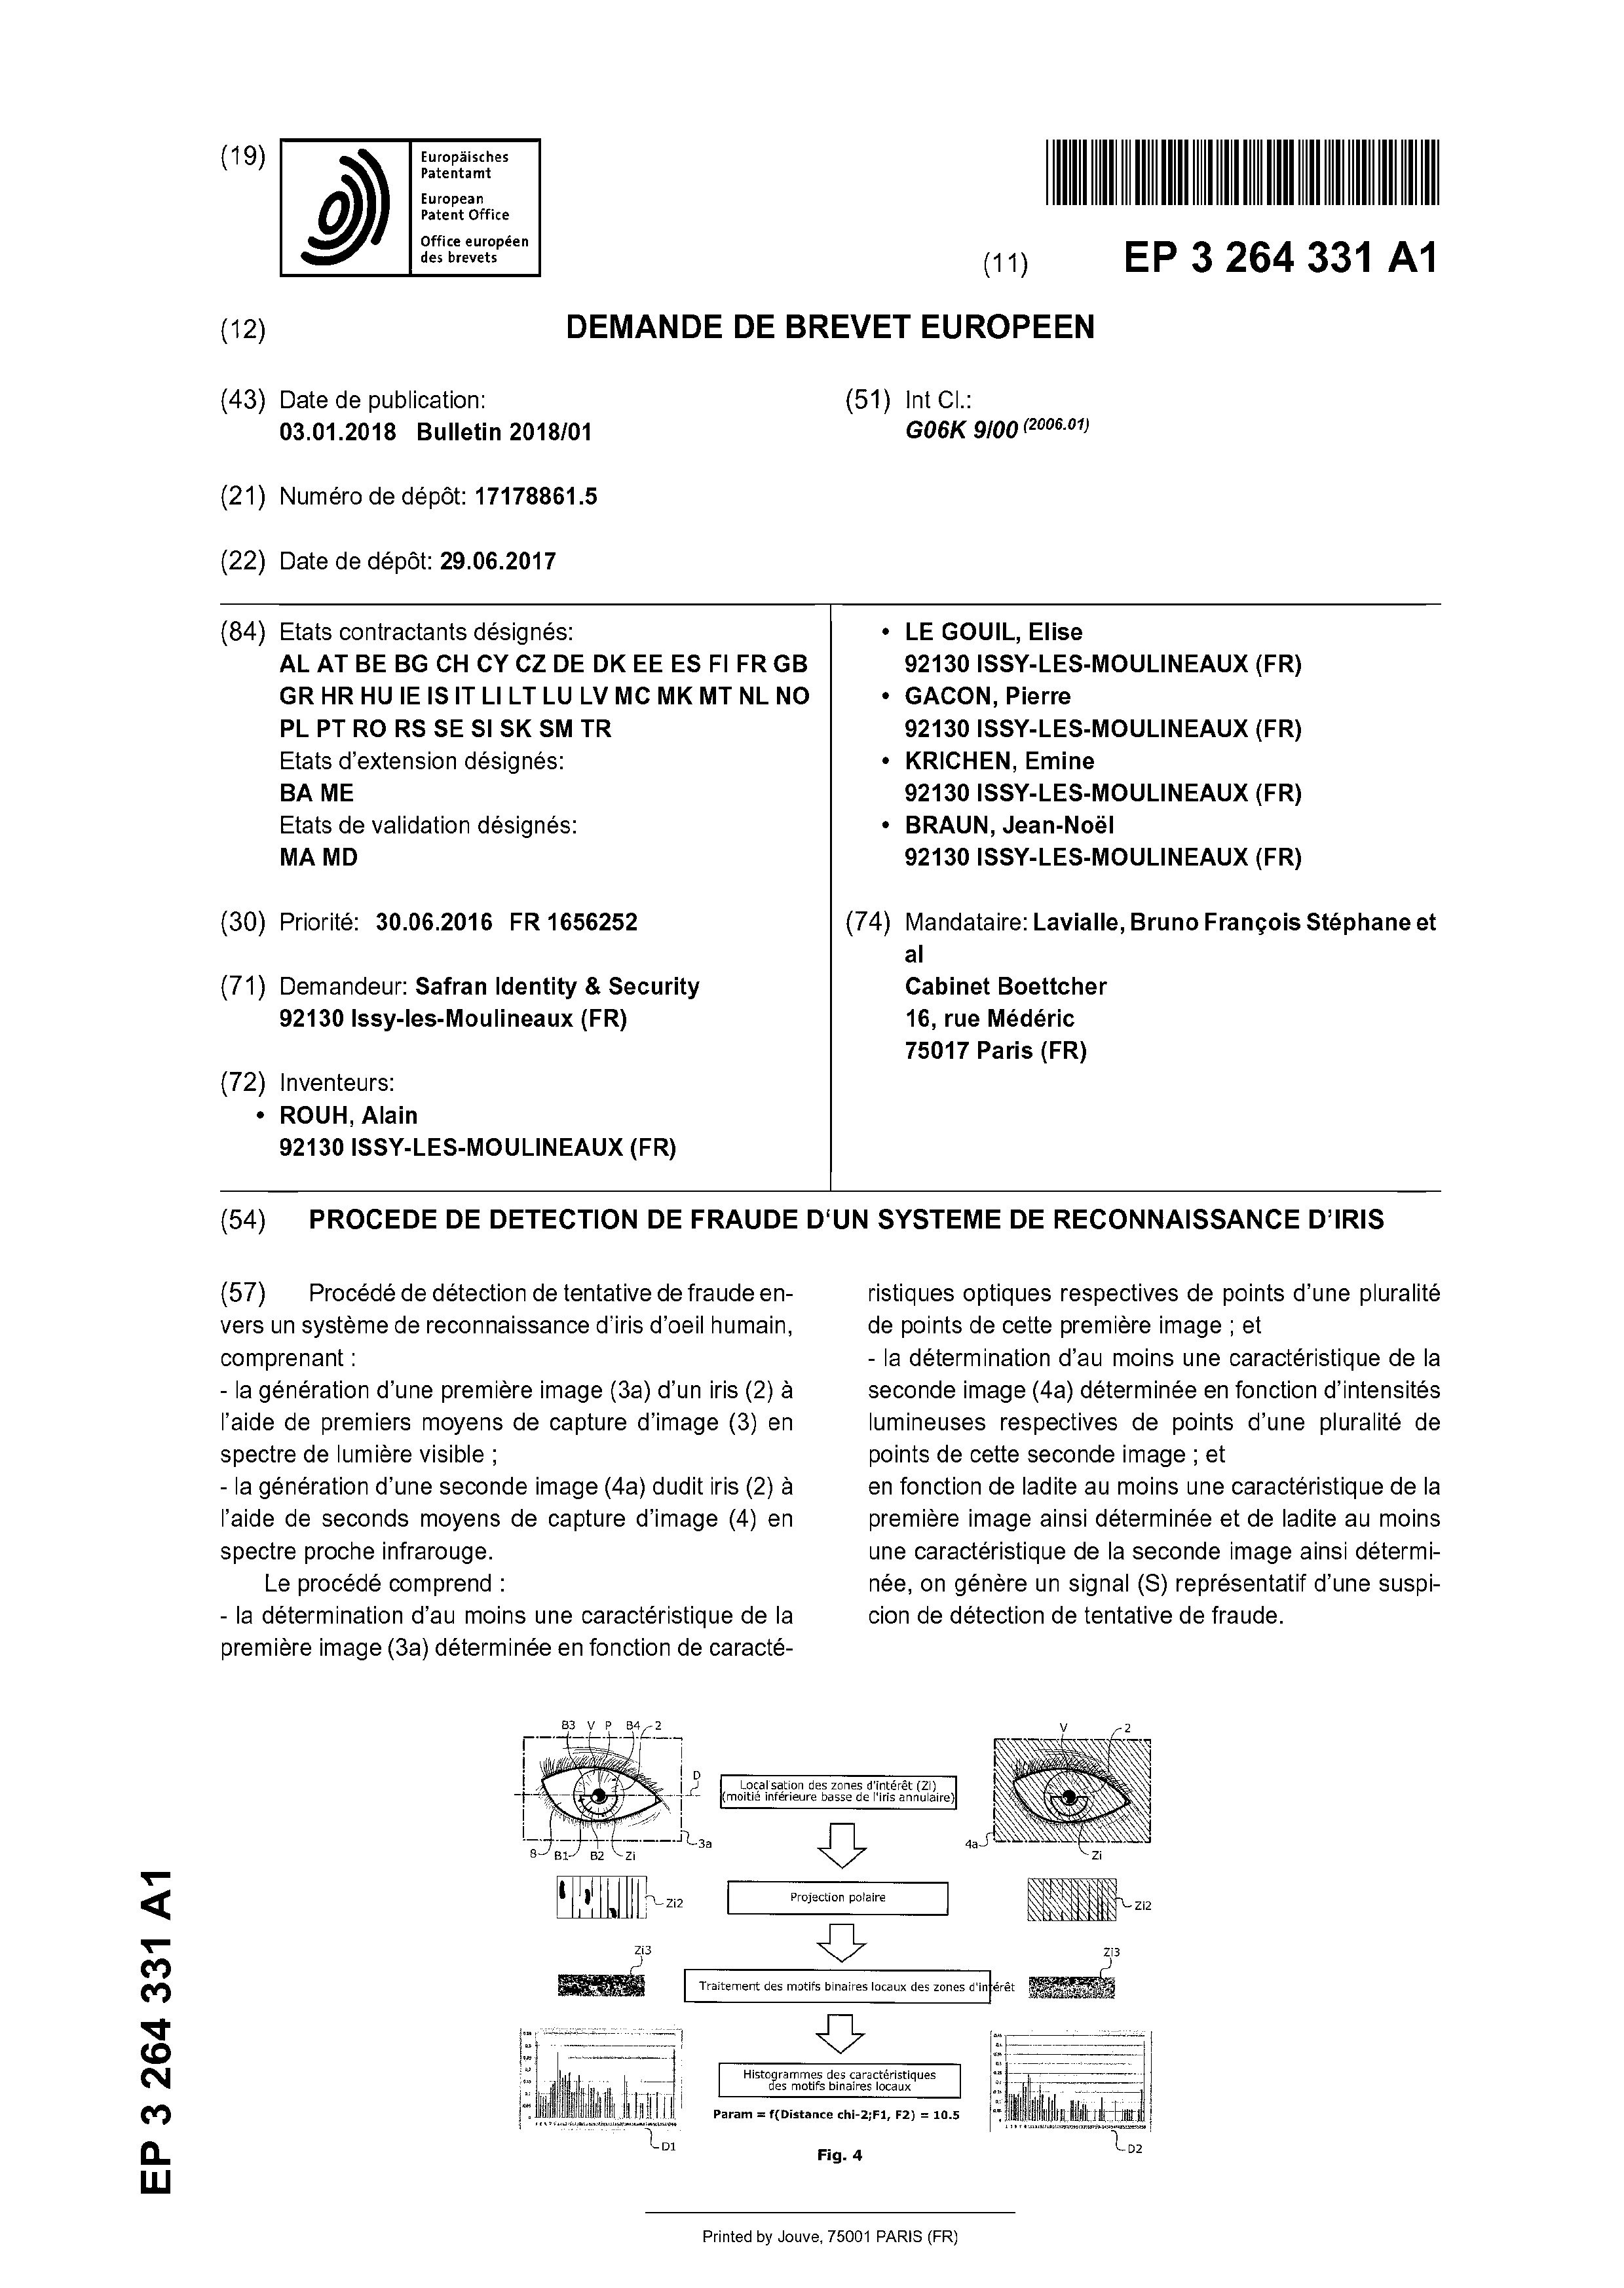 (19)
Europäisches
Patentamt
European
Patent Office
Office européen
des brevets
(11) EP 3 264 331 A1
(12) DEMANDE DE BREVET EUROPEEN
(43) Date de publication:
03.01.2018 Bulletin 2018/01
(51) Int Cl.:
G06K 9/00 (2006.01)
(21) Numéro de dépôt: 17178861.5
(22) Date de dépôt: 29.06.2017
(84) Etats contractants désignés:
AL AT BE BG CH CY CZ DE DK EE ES FI FR GB
GR HR HU IE IS IT LI LT LU LV MC MK MT NL NO
PL PT RO RS SE SI SK SM TR
Etats d'extension désignés:
BA ME
Etats de validation désignés:
MA MD
(30) Priorité: 30.06.2016 FR 1656252
(71) Demandeur: Safran Identity & Security
92130 Issy-les-Moulineaux (FR)
(72) Inventeurs:
• ROUH, Alain
92130 ISSY-LES-MOULINEAUX (FR)
• LE GOUIL, Elise
92130 ISSY-LES-MOULINEAUX (FR)
• GACON, Pierre
92130 ISSY-LES-MOULINEAUX (FR)
• KRICHEN, Emine
92130 ISSY-LES-MOULINEAUX (FR)
• BRAUN, Jean-Noël
92130 ISSY-LES-MOULINEAUX (FR)
(74) Mandataire: Lavialle, Bruno François Stéphane et
al
Cabinet Boettcher
16, rue Médéric
75017 Paris (FR)
(54) PROCEDE DE DETECTION DE FRAUDE D'UN SYSTEME DE RECONNAISSANCE D'IRIS
(57) Procédé de détection de tentative de fraude en-
vers un système de reconnaissance d'iris d'oeil humain,
comprenant :
- la génération d'une première image (3a) d'un iris (2) à
l'aide de premiers moyens de capture d'image (3) en
spectre de lumière visible ;
- la génération d'une seconde image (4a) dudit iris (2) à
l'aide de seconds moyens de capture d'image (4) en
spectre proche infrarouge.
Le procédé comprend :
- la détermination d'au moins une caractéristique de la
première image (3a) déterminée en fonction de caracté-
ristiques optiques respectives de points d'une pluralité
de points de cette première image ; et
- la détermination d'au moins une caractéristique de la
seconde image (4a) déterminée en fonction d'intensités
lumineuses respectives de points d'une pluralité de
points de cette seconde image ; et
en fonction de ladite au moins une caractéristique de la
première image ainsi déterminée et de ladite au moins
une caractéristique de la seconde image ainsi détermi-
née, on génère un signal (S) représentatif d'une suspi-
cion de détection de tentative de fraude.
B3 V P B4 2
D
3a
8 B1 B2 Zi
Localisation des zones d'intérêt (ZI)
(moitié inférieure basse de l'iris annulaire)
V 2
4a
Zi
Zi2
Projection polaire
Zi2
Zi3
Traitement des motifs binaires locaux des zones d'intérêt
Zi3
Histogrammes des caractéristiques
des motifs binaires locaux
Param = f(Distance chi-2;F1, F2) = 10.5
D1
D2
Fig. 4
EP 3 264 331 A1
Printed by Jouve, 75001 PARIS (FR)